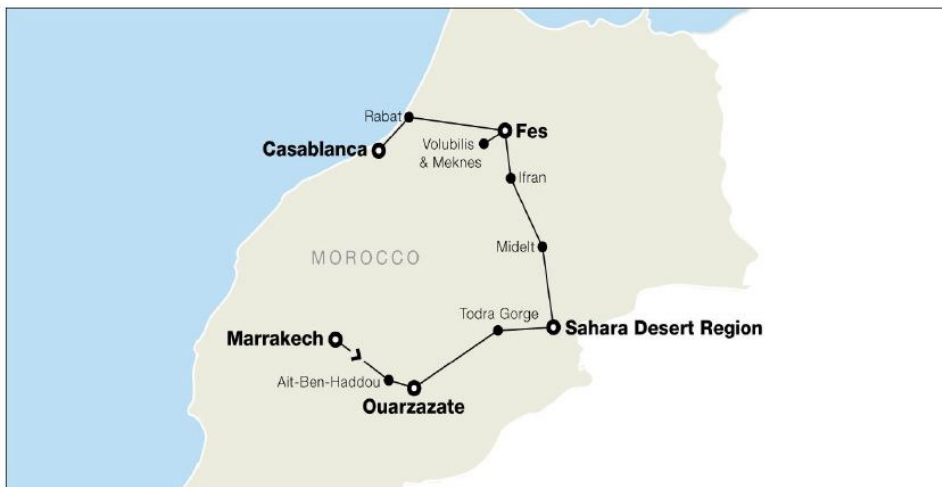 Rabat
Fes
Casablanca
Volubilis
& Meknes
Ifran
Midelt
MOROCCO
Todra Gorge
Sahara Desert Region
Marrakech
Ait-Ben-Haddou
Ouarzazate